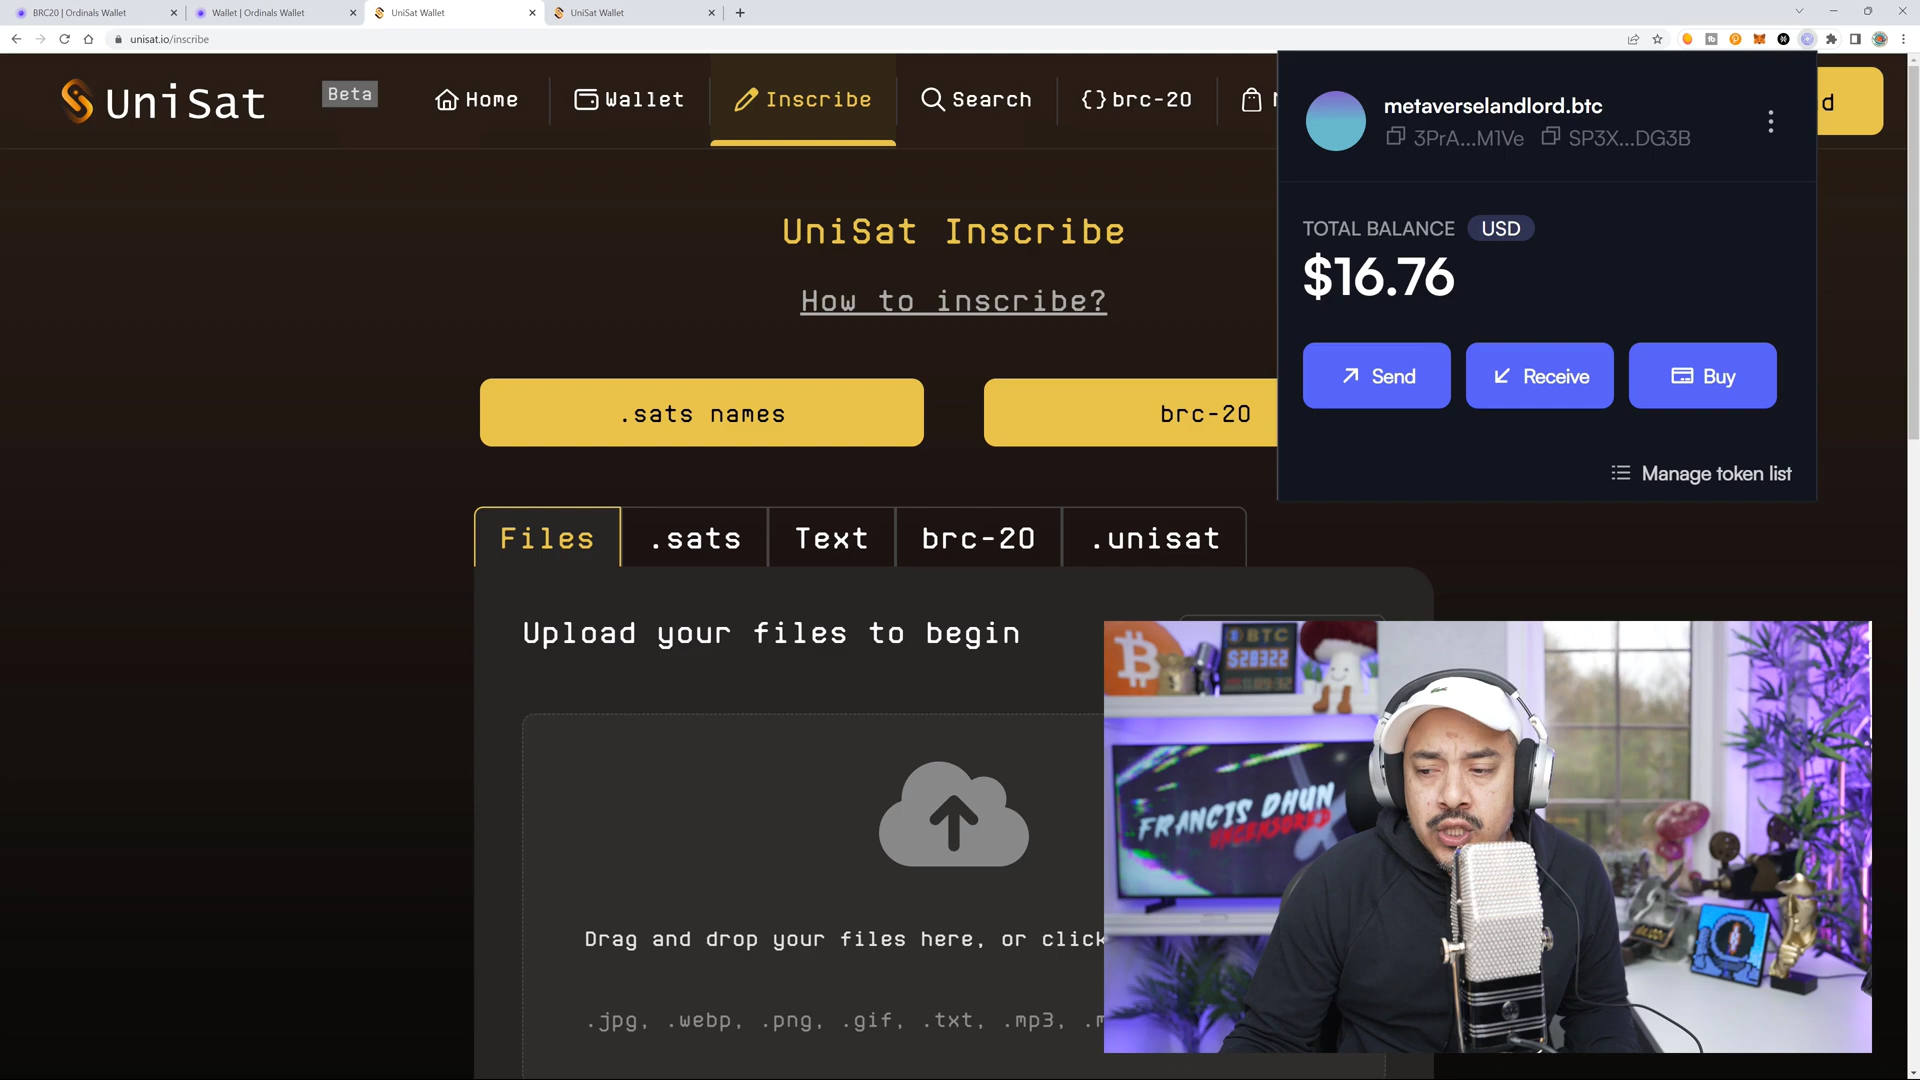 BRC20 | Ordinals Wallet
Wallet | Ordinals Wallet
UniSat Wallet
UniSat Wallet
unisat.io/inscribe
UniSat
Beta
Home
Wallet
Inscribe
Search
brc-20
d
metaverselandlord.btc
3PrA...M1Ve
SP3X...DG3B
TOTAL BALANCE
USD
$16.76
Send
Receive
Buy
Manage token list
UniSat Inscribe
How to inscribe?
.sats names
brc-20
Files
.sats
Text
brc-20
.unisat
Upload your files to begin
Drag and drop your files here, or click
.jpg, .webp, .png, .gif, .txt, .mp3, .m
BTC
$28322
FRANCIS DHUN
UNCENSORED